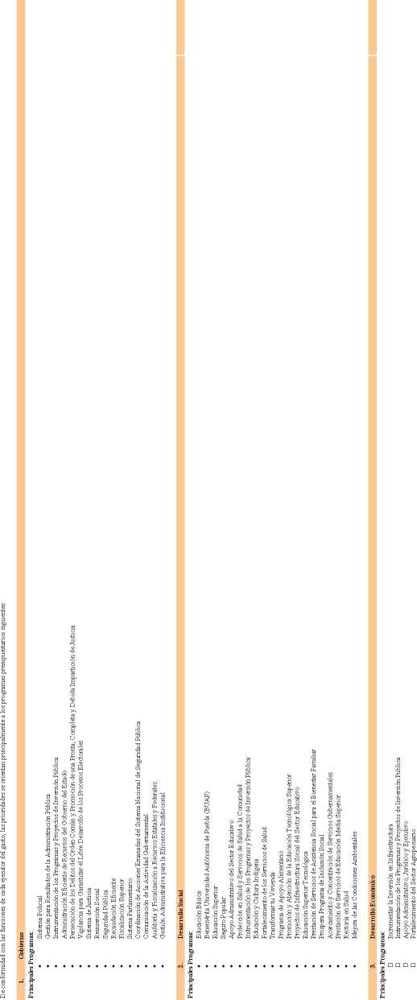 De conformidad con las funciones de cada ejecutor del gasto, las prioridades se orientan principalmente a los programas presupuestarios siguientes:
1. Gobierno
Principales Programas:
Sistema Policial
Gestión para Resultados de la Administración Pública
Instrumentación de los Programas y Proyectos de Inversión Pública
Administración Eficiente de Recursos del Gobierno del Estado
Persecución de los Delitos del Orden Común y Promoción de una Pronta, Completa y Debida Impartición de Justicia
Vigilancia para Garantizar el Libre Desarrollo de los Procesos Electorales
Sistema de Justicia
Reinserción Social
Seguridad Pública
Recaudación Eficiente
Fiscalización Superior
Sistema Parlamentario
Coordinación de Acciones Emanadas del Sistema Nacional de Seguridad Pública
Comunicación de la Actividad Gubernamental
Auditoría y Fiscalización a Recursos Estatales y Federales
Gestión Administrativa para la Eficiencia Institucional
2. Desarrollo Social
Principales Programas:
• Educación Básica
• Benemérita Universidad Autónoma de Puebla (BUAP)
• Educación Superior
• Seguro Popular
• Apoyo Administrativo del Sector Educativo
• Protección en Salud y Servicios de Salud a la Comunidad
• Instrumentación de los Programas y Proyectos de Inversión Pública
• Educación y Cultura Indígena
• Fortalecimiento de los Servicios de Salud
• Transformar tu Vivienda
• Programa de Apoyo Alimentario
• Promoción y Atención de la Educación Tecnológica Superior
• Proyectos de Infraestructura Social del Sector Educativo
• Educación Superior Tecnológica
• Prestación de Servicios de Asistencia Social para el Bienestar Familiar
• Prospera Programa de Inclusión Social
• Acercamiento y Concentración de Servicios Gubernamentales
• Prestación de Servicios de Educación Media Superior
• Rectoría en Salud
• Mejora de las Condiciones Ambientales
3. Desarrollo Económico
Principales Programas:
□ Incrementar la Inversión en Infraestructura
□ Instrumentación de los Programas y Proyectos de Inversión Pública
□ Apoyo Administrativo, Jurídico y Ejecutivo
□ Fortalecimiento del Sector Agropecuario